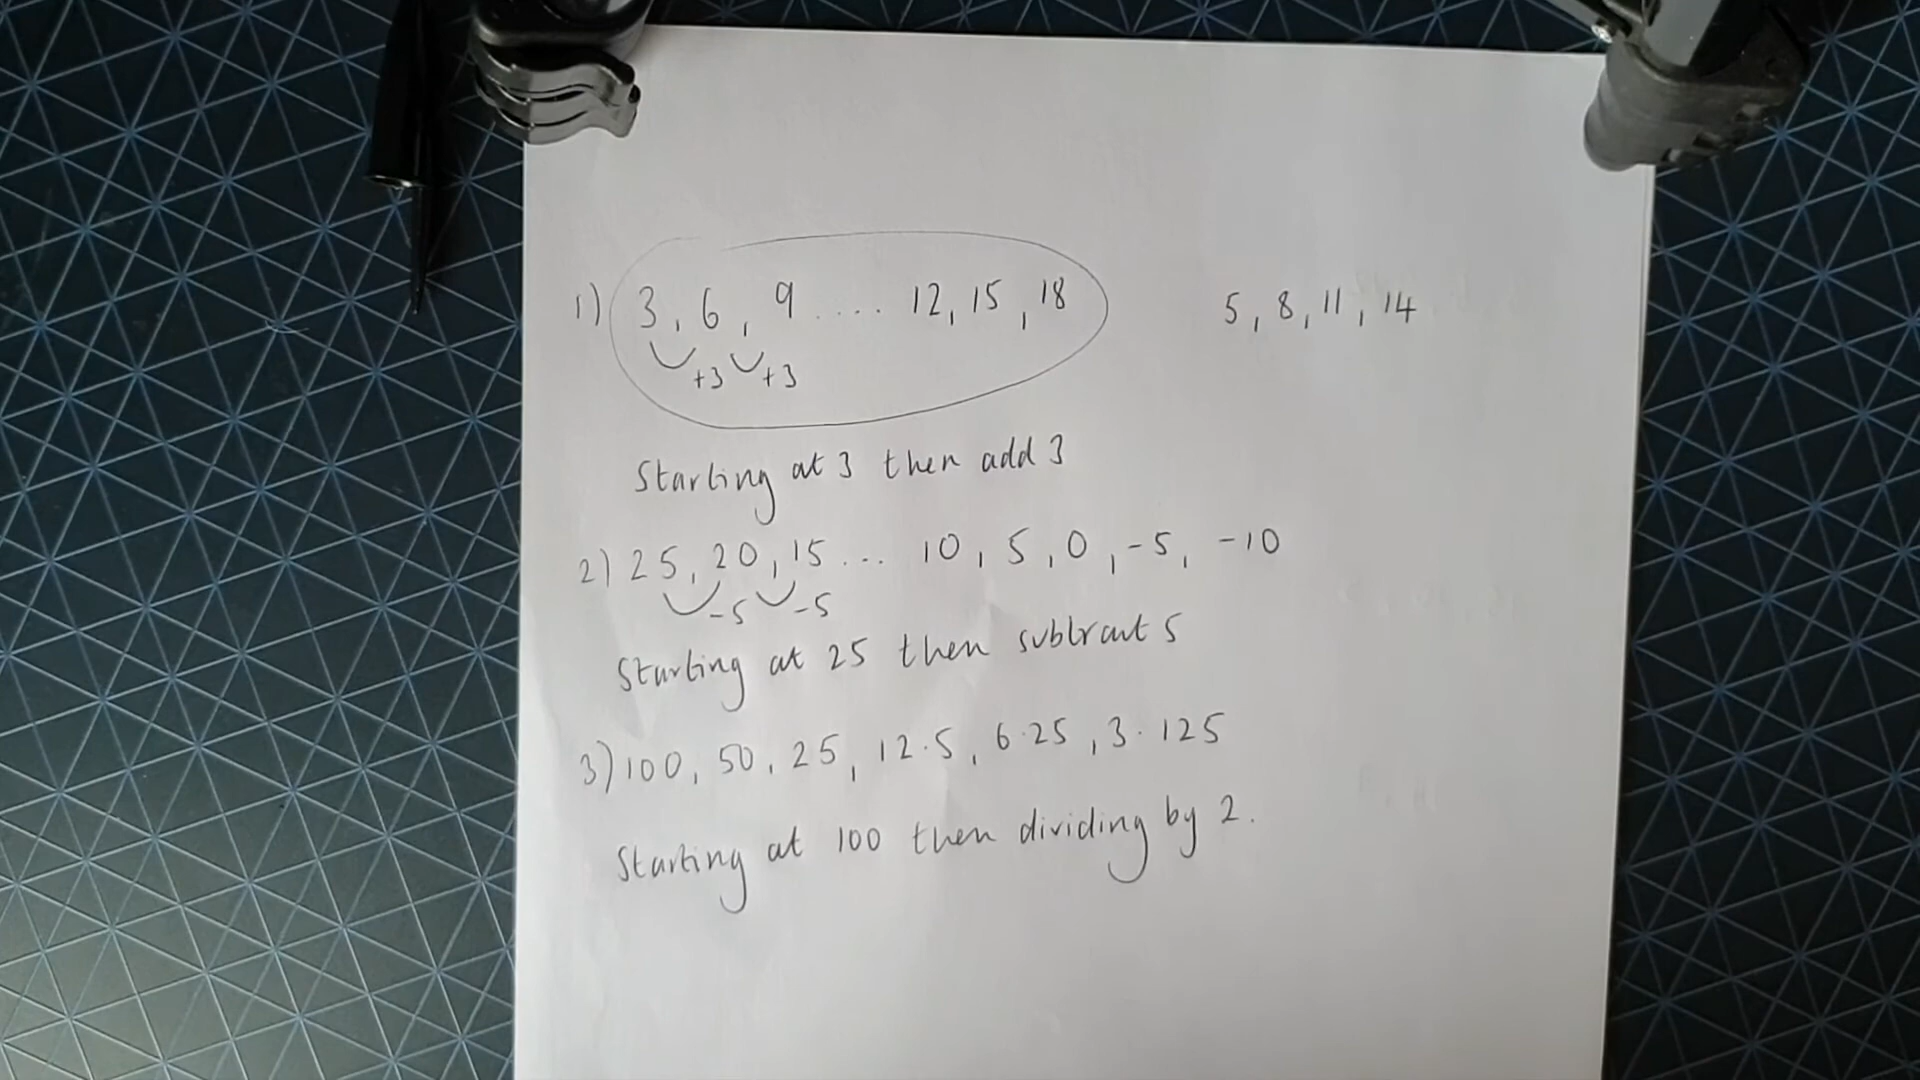 1) 3, 6, 9 .... 12, 15, 18 5, 8, 11, 14
+3 +3
Starting at 3 then add 3
2) 25, 20, 15 ... 10, 5, 0, -5, -10
-5 -5
Starting at 25 then subtract 5
3) 100, 50, 25, 12.5, 6.25, 3.125
Starting at 100 then dividing by 2.